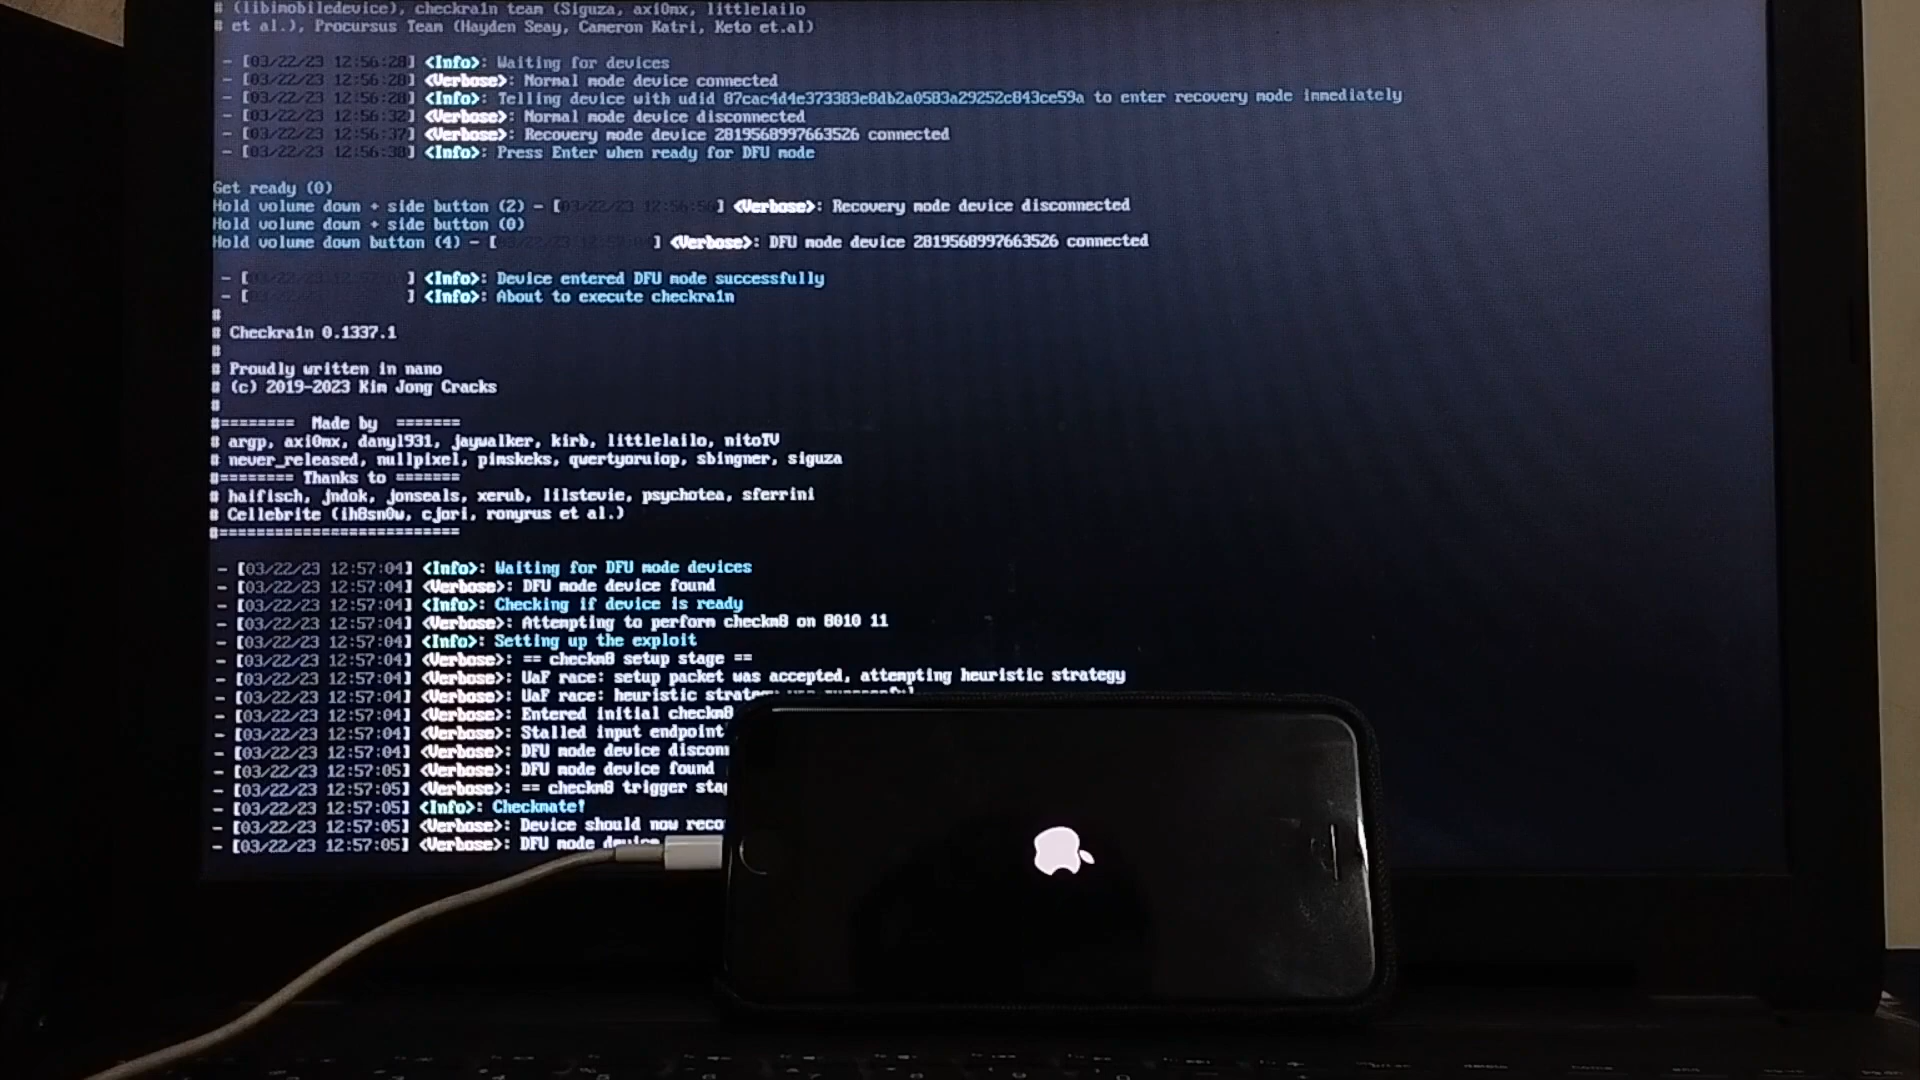 # (libimobiledevice), checkra1n team (Siguza, axi0mx, littlelailo
# et al.), Procursus Team (Hayden Seay, Cameron Katri, Keto et.al)
- [03/22/23 12:56:28] <Info>: Waiting for devices
- [03/22/23 12:56:28] <Verbose>: Normal mode device connected
- [03/22/23 12:56:28] <Info>: Telling device with udid 87cac4d4e373383e8db2a0583a29252c843ce59a to enter recovery mode immediately
- [03/22/23 12:56:32] <Verbose>: Normal mode device disconnected
- [03/22/23 12:56:37] <Verbose>: Recovery mode device 2819568997663526 connected
- [03/22/23 12:56:38] <Info>: Press Enter when ready for DFU mode
Get ready (0)
Hold volume down + side button (2) - [03/22/23 12:56:56] <Verbose>: Recovery mode device disconnected
Hold volume down + side button (0)
Hold volume down button (4) - [ ] <Verbose>: DFU mode device 2819568997663526 connected
- [ ] <Info>: Device entered DFU mode successfully
- [ ] <Info>: About to execute checkra1n
#
# Checkra1n 0.1337.1
#
# Proudly written in nano
# (c) 2019-2023 Kim Jong Cracks
#
#======== Made by =======
# argp, axi0mx, danyl931, jaywalker, kirb, littlelailo, nitoTV
# never_released, nullpixel, pimskeks, qwertyoruiop, sbingner, siguza
#======== Thanks to =======
# haifisch, jndok, jonseals, xerub, lilstevie, psychotea, sferrini
# Cellebrite (ih8sn0w, cjori, ronyrus et al.)
#==========================
- [03/22/23 12:57:04] <Info>: Waiting for DFU mode devices
- [03/22/23 12:57:04] <Verbose>: DFU mode device found
- [03/22/23 12:57:04] <Info>: Checking if device is ready
- [03/22/23 12:57:04] <Verbose>: Attempting to perform checkm8 on 8010 11
- [03/22/23 12:57:04] <Info>: Setting up the exploit
- [03/22/23 12:57:04] <Verbose>: == checkm8 setup stage ==
- [03/22/23 12:57:04] <Verbose>: UaF race: setup packet was accepted, attempting heuristic strategy
- [03/22/23 12:57:04] <Verbose>: UaF race: heuristic strategy was successful
- [03/22/23 12:57:04] <Verbose>: Entered initial checkm8
- [03/22/23 12:57:04] <Verbose>: Stalled input endpoint
- [03/22/23 12:57:04] <Verbose>: DFU mode device disconn
- [03/22/23 12:57:05] <Verbose>: DFU mode device found
- [03/22/23 12:57:05] <Verbose>: == checkm8 trigger stag
- [03/22/23 12:57:05] <Info>: Checkmate!
- [03/22/23 12:57:05] <Verbose>: Device should now reco
- [03/22/23 12:57:05] <Verbose>: DFU mode device